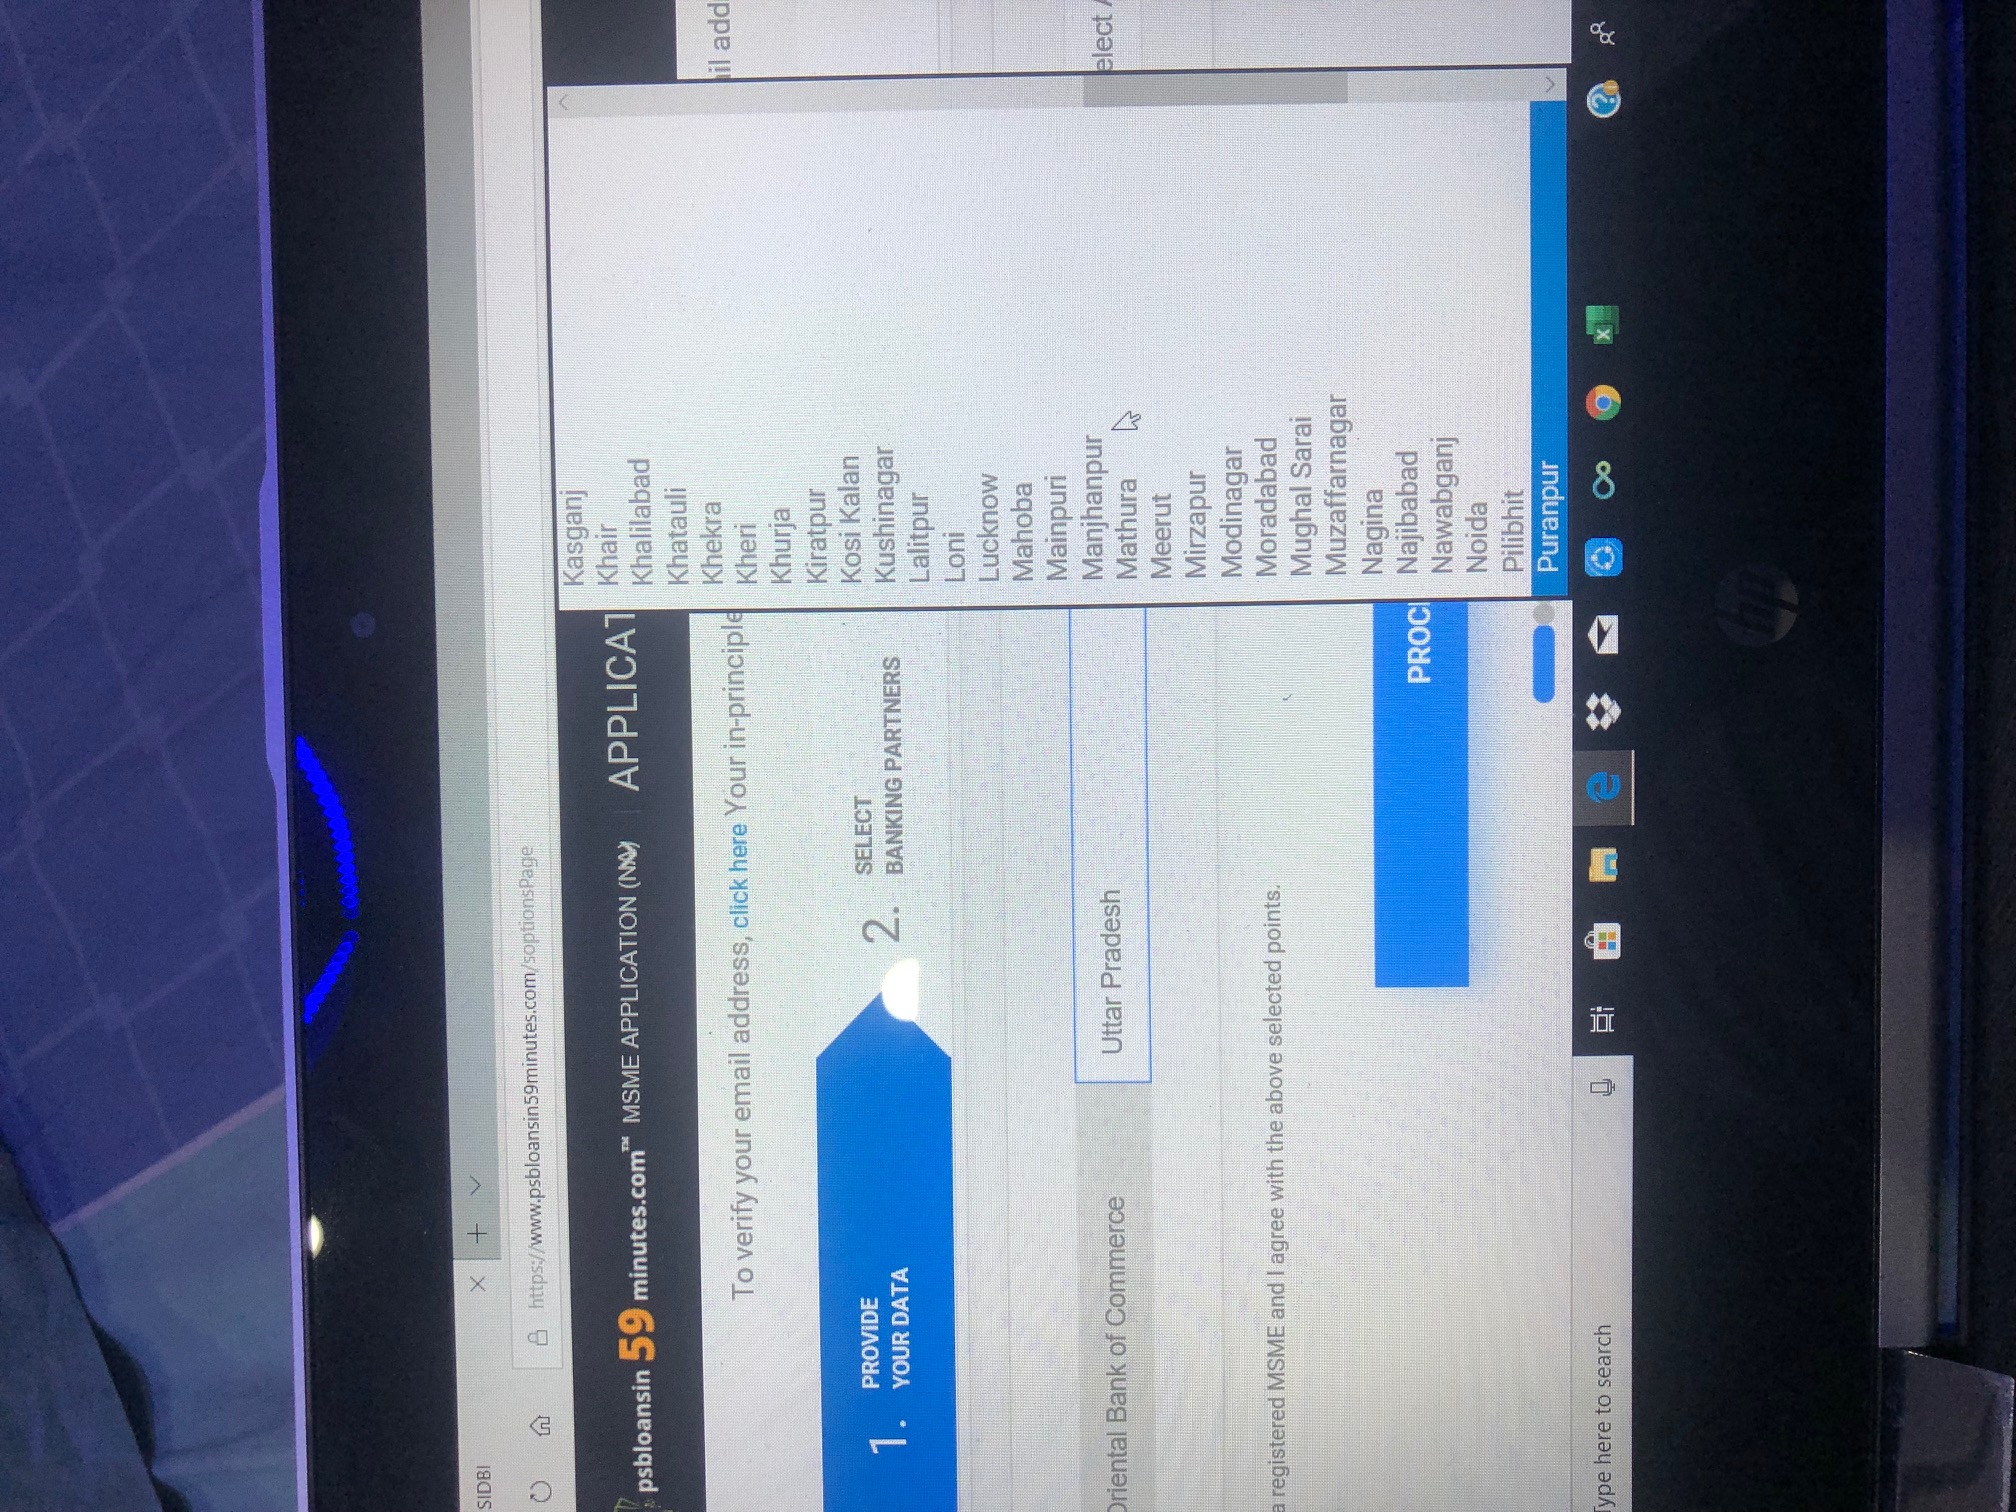 SIDBI
https://www.psbloansin59minutes.com/soptionsPage
psbloansin 59 minutes.com™ MSME APPLICATION
APPLICAT
To verify your email address, click here Your in-principle
il add
1. PROVIDE
YOUR DATA
2. SELECT
BANKING PARTNERS
Oriental Bank of Commerce
Uttar Pradesh
elect
a registered MSME and I agree with the above selected points.
PROC
Kasganj
Khair
Khalilabad
Khatauli
Khekra
Kheri
Khurja
Kiratpur
Kosi Kalan
Kushinagar
Lalitpur
Loni
Lucknow
Mahoba
Mainpuri
Manjhanpur
Mathura
Meerut
Mirzapur
Modinagar
Moradabad
Mughal Sarai
Muzaffarnagar
Nagina
Najibabad
Nawabganj
Noida
Pilibhit
Puranpur
Type here to search
hp